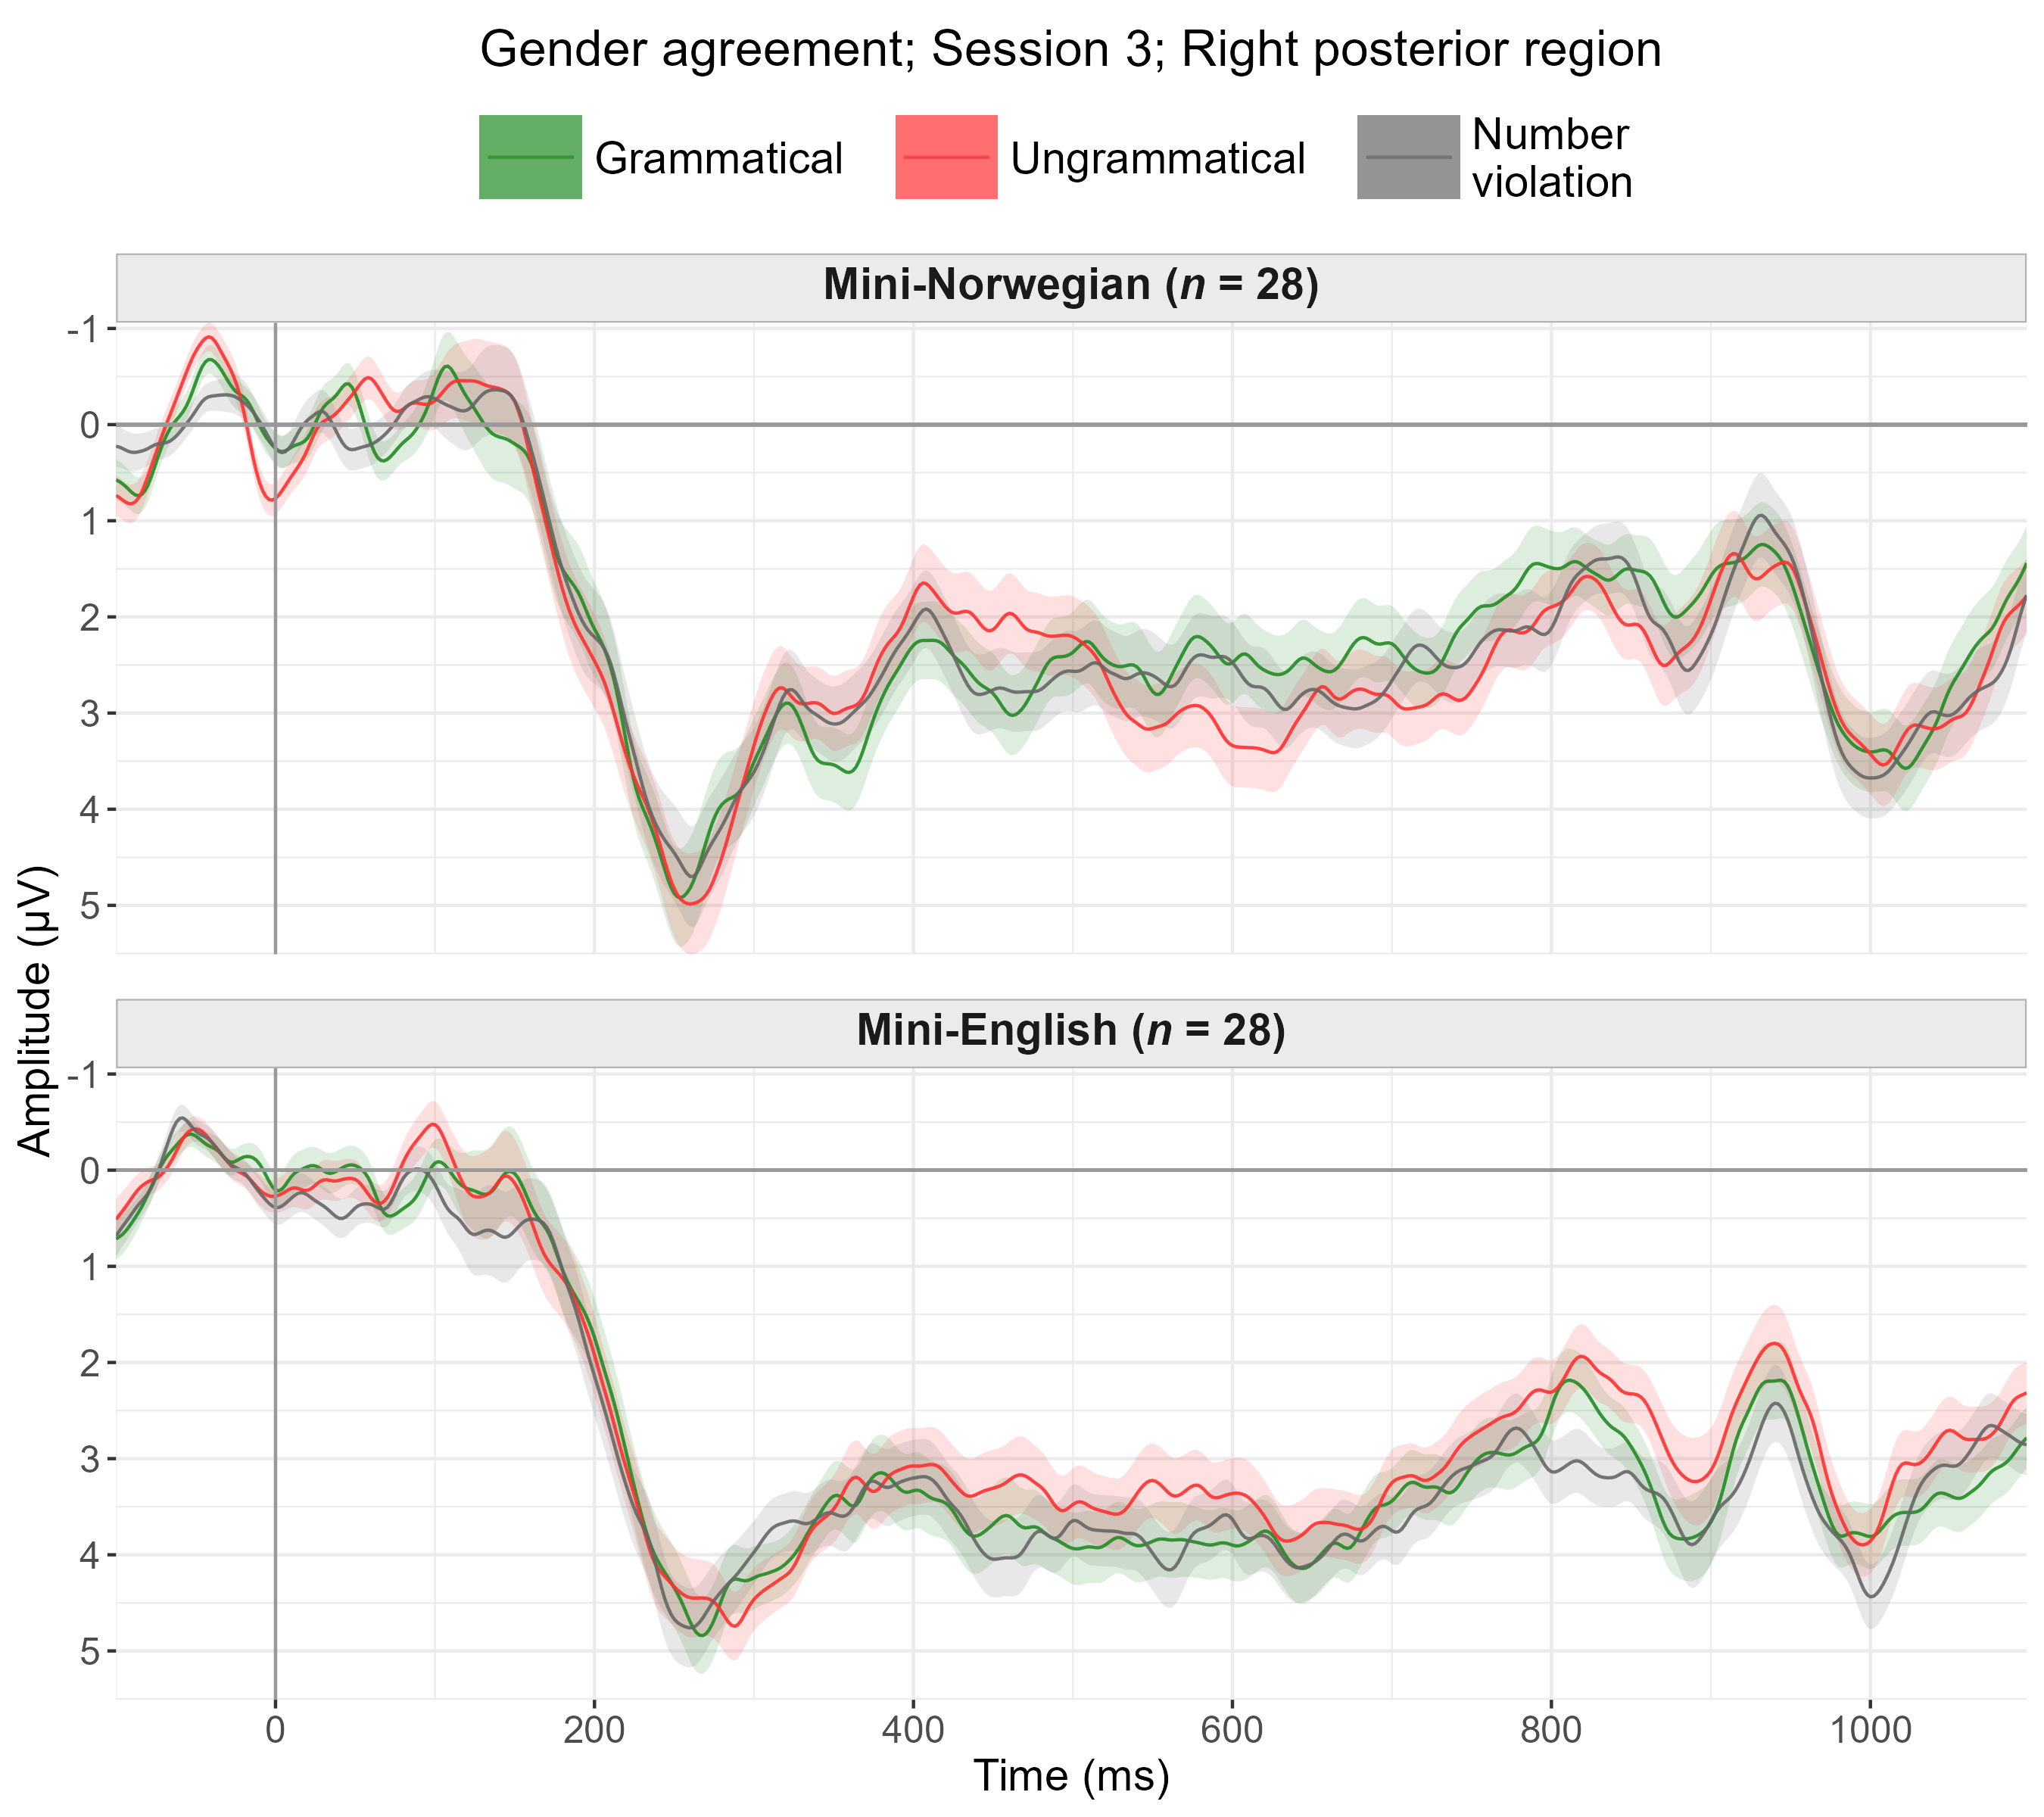 Gender agreement; Session 3; Right posterior region
Grammatical
Ungrammatical
Number
violation
Mini-Norwegian (n = 28)
-1
0
1
2
3
4
5
Mini-English (n = 28)
-1
0
1
2
3
4
5
Amplitude (µV)
0
200
400
600
800
1000
Time (ms)